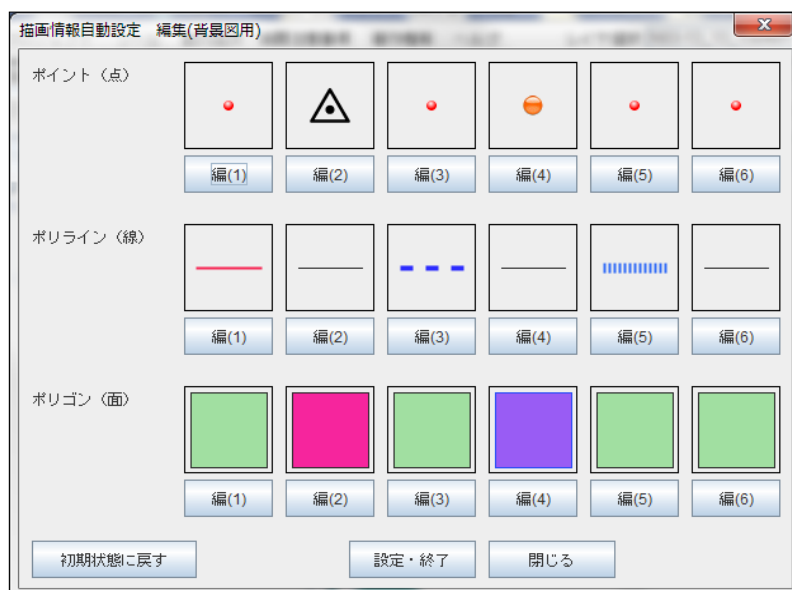 描画情報自動設定　編集(背景図用)
ポイント（点）
編(1) 編(2) 編(3) 編(4) 編(5) 編(6)
ポリライン（線）
編(1) 編(2) 編(3) 編(4) 編(5) 編(6)
ポリゴン（面）
編(1) 編(2) 編(3) 編(4) 編(5) 編(6)
初期状態に戻す 設定・終了 閉じる